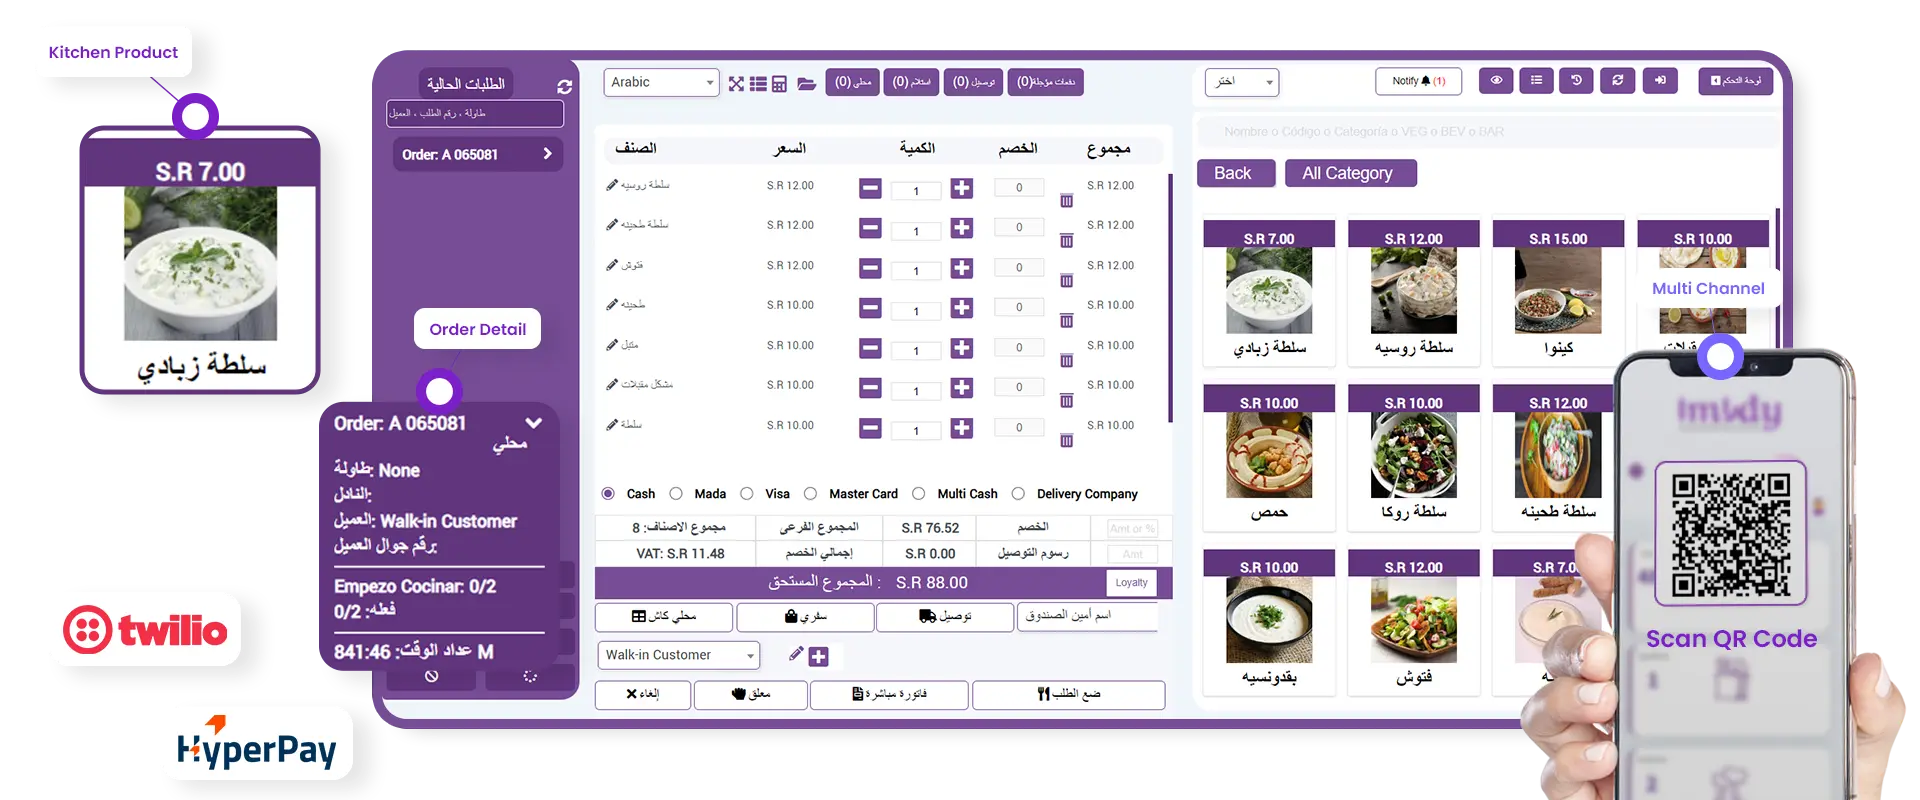 Kitchen Product
S.R 7.00
سلطة زبادي
الطلبات الحالية
طاولة ، رقم الطلب ، العميل
Order: A 065081
Order Detail
Order: A 065081
محلي
طاولة: None
النادل:
العميل: Walk-in Customer
رقم جوال العميل:
Empezo Cocinar: 0/2
فعله: 0/2
عداد الوقت: 841:46 M
twilio
HyperPay
Arabic
محلي (0)
استلام (0)
توصيل (0)
دفعات مؤجلة(0)
الصنف السعر الكمية الخصم مجموع
سلطة روسيه S.R 12.00 1 0 S.R 12.00
سلطة طحينه S.R 12.00 1 0 S.R 12.00
فتوش S.R 12.00 1 0 S.R 12.00
طحينه S.R 10.00 1 0 S.R 10.00
متبل S.R 10.00 1 0 S.R 10.00
مشكل مقبلات S.R 10.00 1 0 S.R 10.00
سلطة S.R 10.00 1 0 S.R 10.00
Cash Mada Visa Master Card Multi Cash Delivery Company
مجموع الاصناف: 8 المجموع الفرعى S.R 76.52 الخصم Amt or %
VAT: S.R 11.48 إجمالي الخصم S.R 0.00 رسوم التوصيل Amt
المجموع المستحق : S.R 88.00 Loyalty
محلي كاش سفري توصيل اسم أمين الصندوق
Walk-in Customer
إلغاء معلق فاتورة مباشرة ضع الطلب
اختر
Notify (1)
لوحة التحكم
Nombre o Código o Categoría o VEG o BEV o BAR
Back All Category
S.R 7.00 S.R 12.00 S.R 15.00 S.R 10.00
سلطة زبادي سلطة روسيه كينوا
Multi Channel
S.R 10.00 S.R 10.00 S.R 12.00
حمص سلطة روكا سلطة طحينه
S.R 10.00 S.R 12.00 S.R 7.0
بقدونسيه فتوش
Scan QR Code